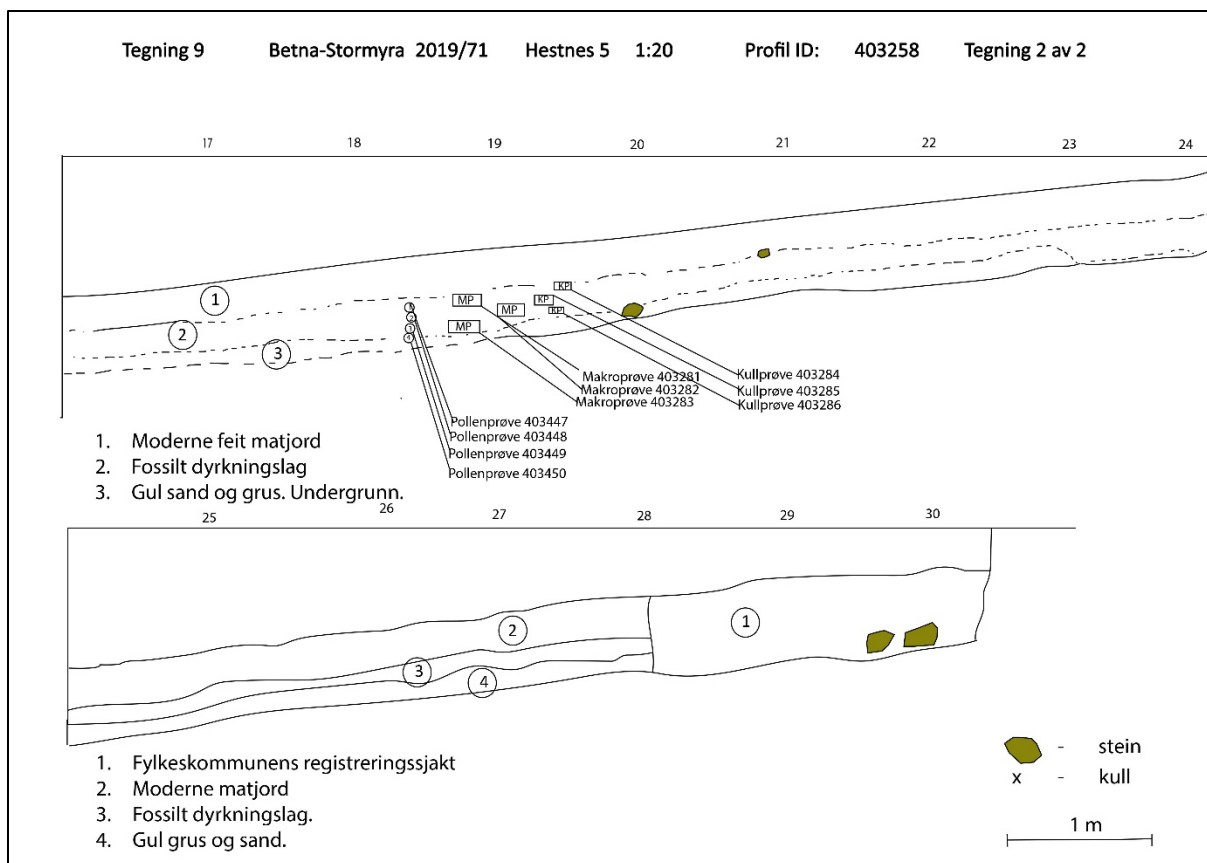 Tegning 9 Betna-Stormyra 2019/71 Hestnes 5 1:20 Profil ID: 403258 Tegning 2 av 2
17 18 19 20 21 22 23 24
1
2
3
1
2
3
4
MP
MP
MP
KP
KP
KP
Makroprøve 403281
Makroprøve 403282
Makroprøve 403283
Kullprøve 403284
Kullprøve 403285
Kullprøve 403286
Pollenprøve 403447
Pollenprøve 403448
Pollenprøve 403449
Pollenprøve 403450
1. Moderne feit matjord
2. Fossilt dyrkningslag
3. Gul sand og grus. Undergrunn.
25 26 27 28 29 30
2
1
3
4
1. Fylkeskommunens registreringssjakt
2. Moderne matjord
3. Fossilt dyrkningslag.
4. Gul grus og sand.
- stein
x - kull
1 m